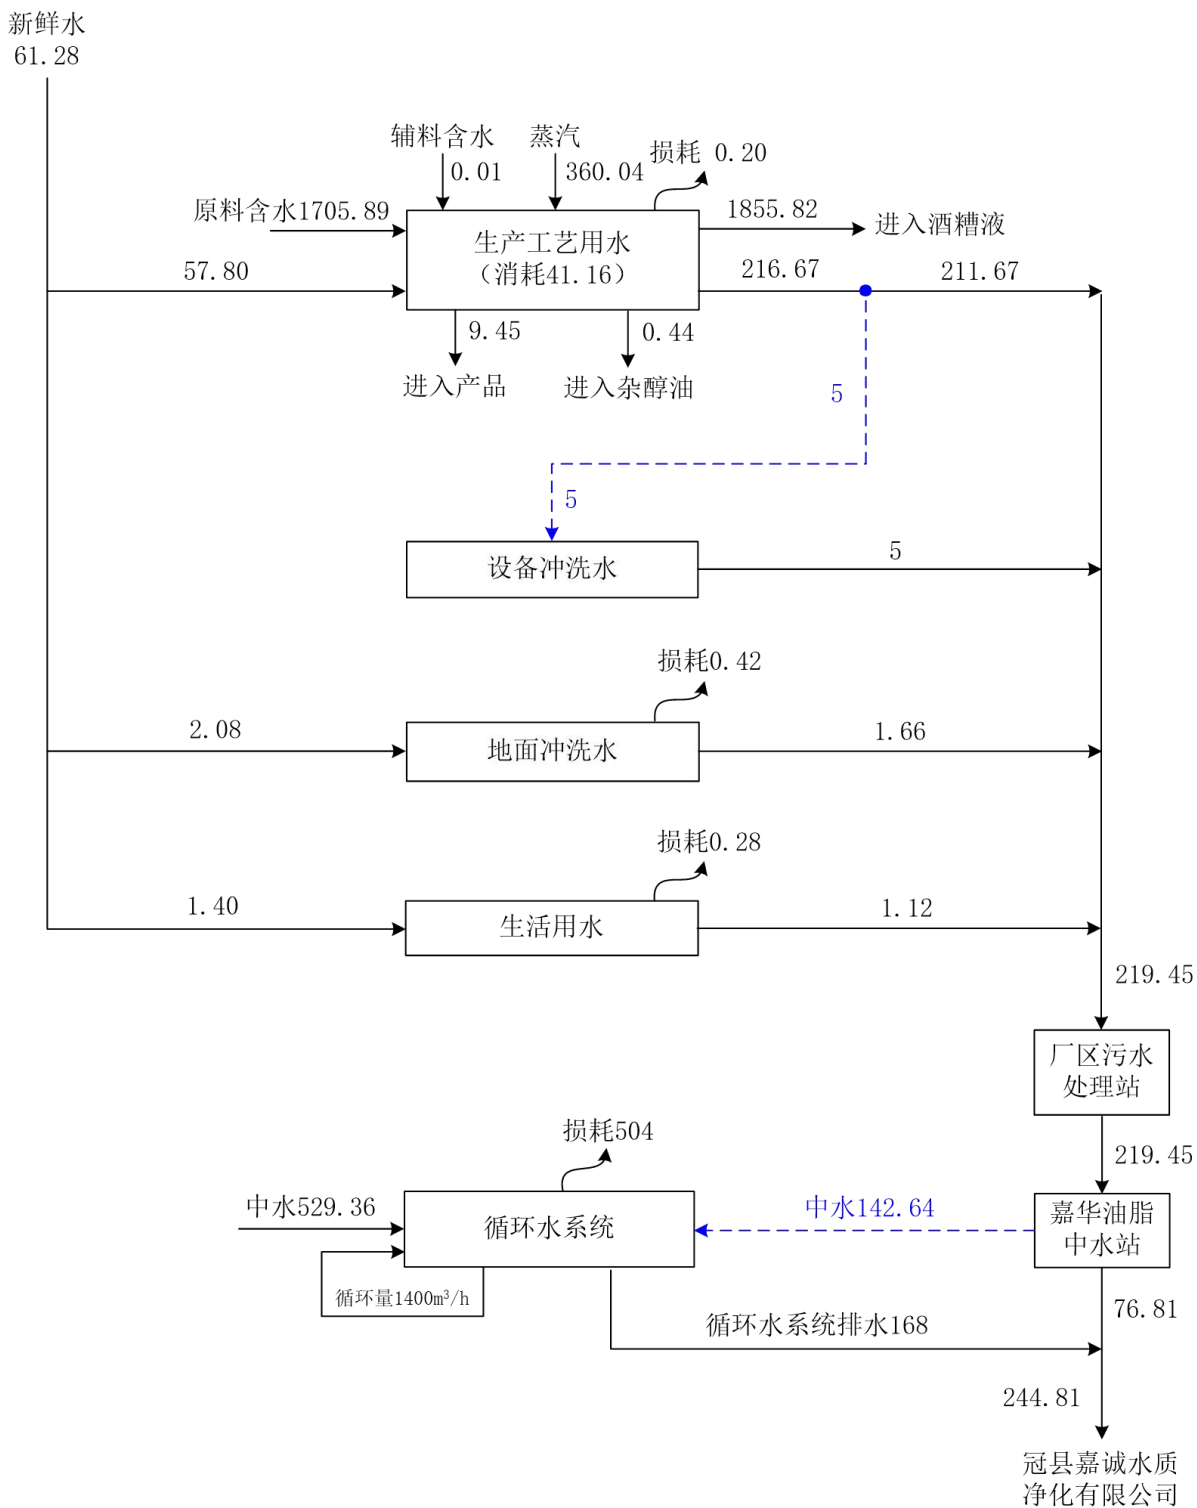 新鲜水
61.28
辅料含水
蒸汽
损耗 0.20
0.01
360.04
原料含水1705.89
1855.82
进入酒糟液
生产工艺用水
（消耗41.16）
57.80
216.67
211.67
9.45
0.44
进入产品
进入杂醇油
5
5
设备冲洗水
5
损耗0.42
2.08
地面冲洗水
1.66
损耗0.28
1.40
生活用水
1.12
219.45
厂区污水
处理站
损耗504
219.45
中水529.36
循环水系统
中水142.64
嘉华油脂
中水站
循环量1400m³/h
76.81
循环水系统排水168
244.81
冠县嘉诚水质
净化有限公司